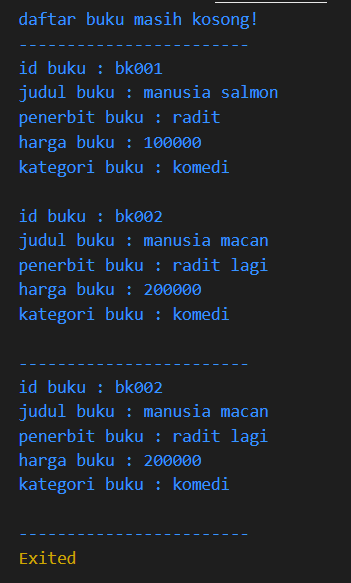 daftar buku masih kosong!
------------------------
id buku : bk001
judul buku : manusia salmon
penerbit buku : radit
harga buku : 100000
kategori buku : komedi
id buku : bk002
judul buku : manusia macan
penerbit buku : radit lagi
harga buku : 200000
kategori buku : komedi
------------------------
id buku : bk002
judul buku : manusia macan
penerbit buku : radit lagi
harga buku : 200000
kategori buku : komedi
------------------------
Exited